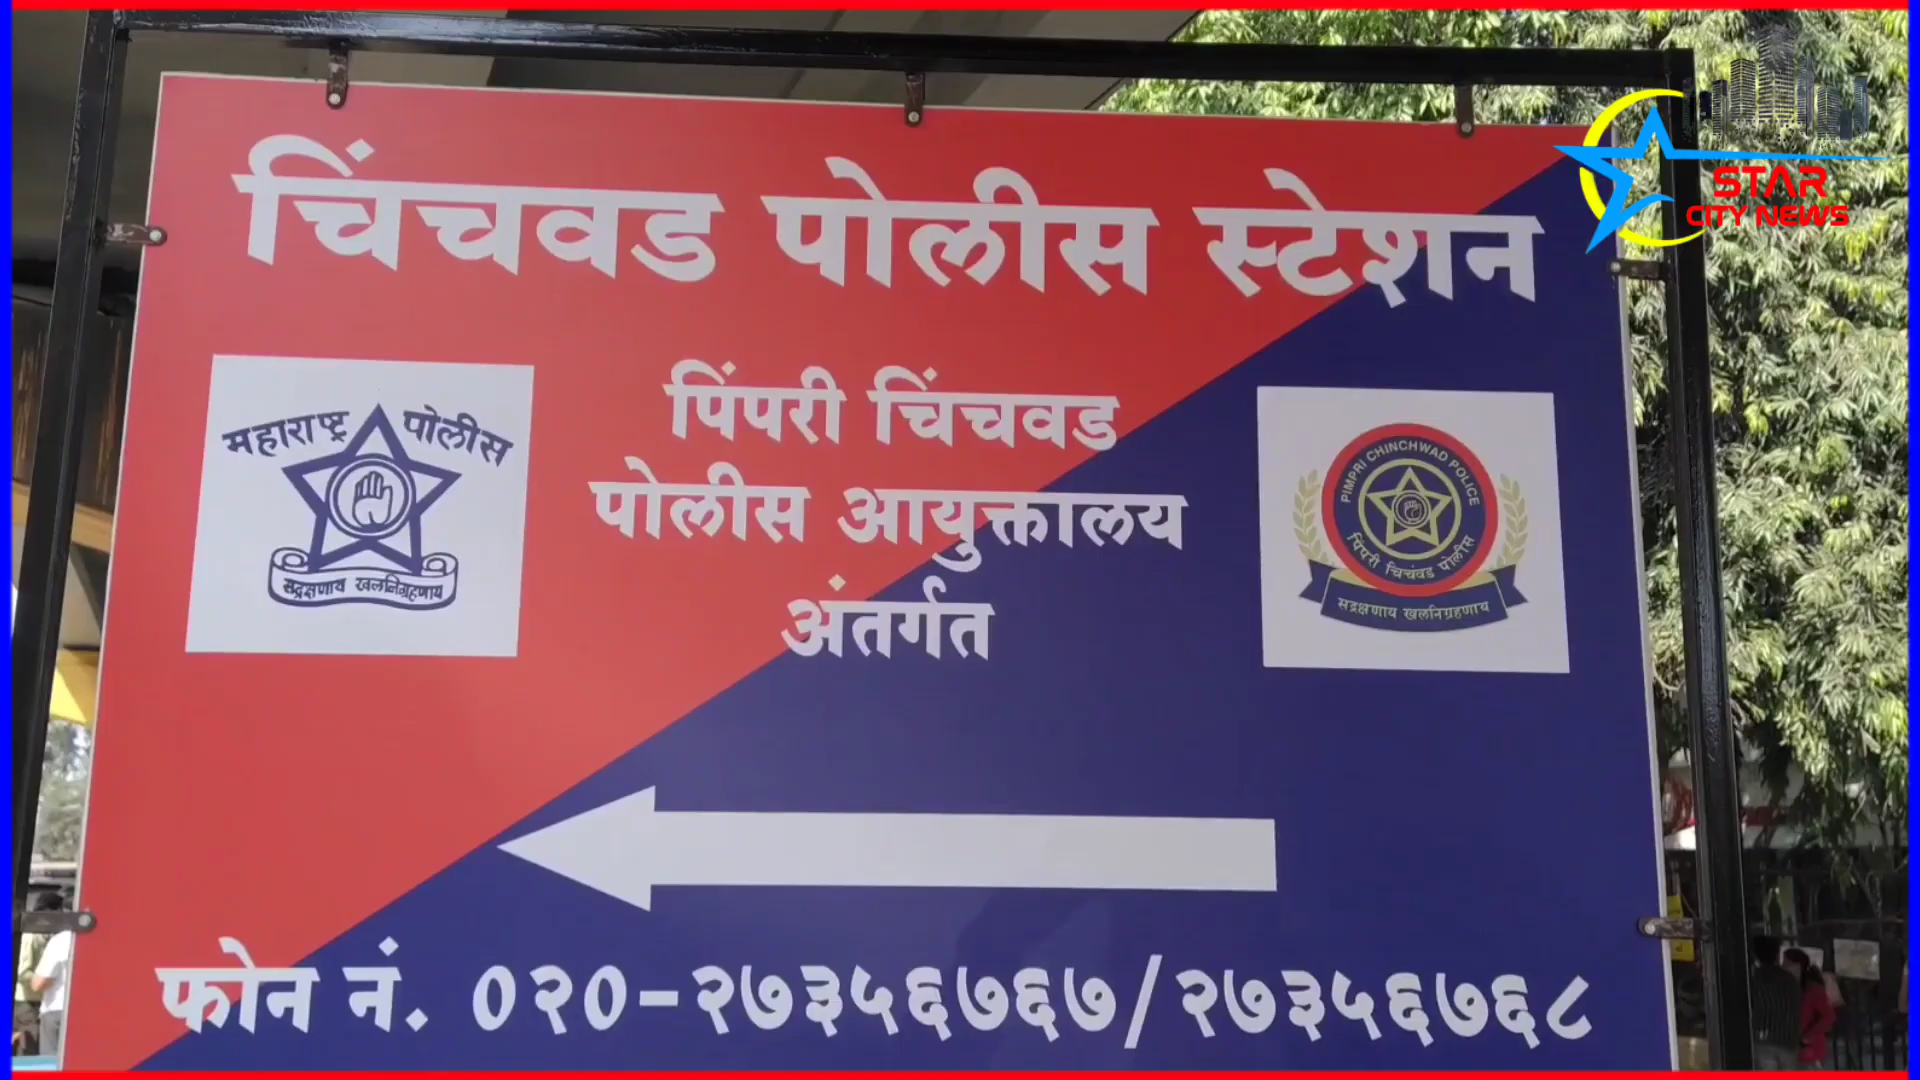 चिंचवड पोलीस स्टेशन
STAR
CITY NEWS
पिंपरी चिंचवड
पोलीस आयुक्तालय
अंतर्गत
महाराष्ट्र पोलीस
सद्रक्षणाय खलनिग्रहणाय
PIMPRI CHINCHWAD POLICE
पिंपरी चिंचवड पोलीस
सद्रक्षणाय खलनिग्रहणाय
फोन नं. ०२०-२७३५६७६७/२७३५६७६८